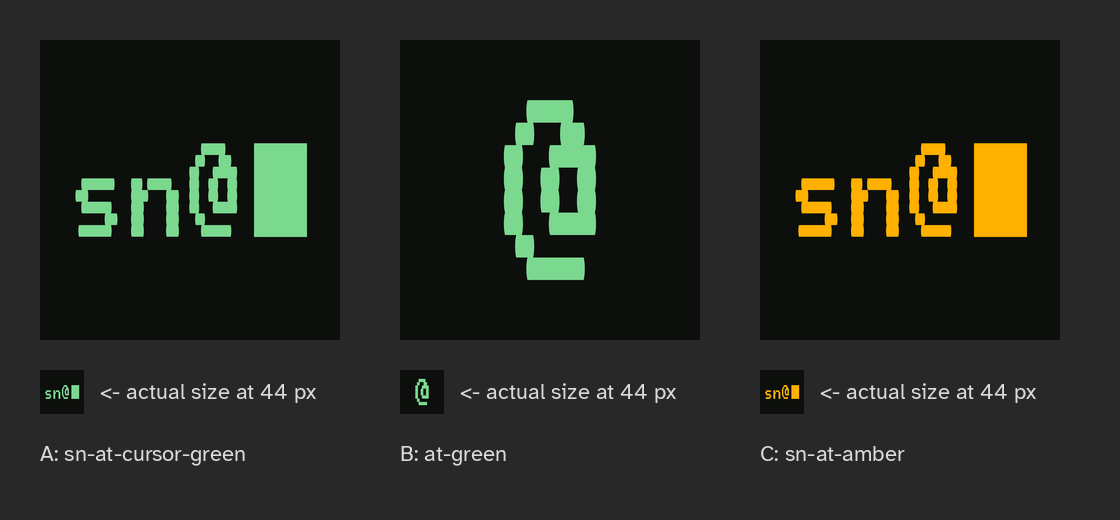 sn@ @ sn@
sn@ <- actual size at 44 px @ <- actual size at 44 px sn@ <- actual size at 44 px
A: sn-at-cursor-green B: at-green C: sn-at-amber